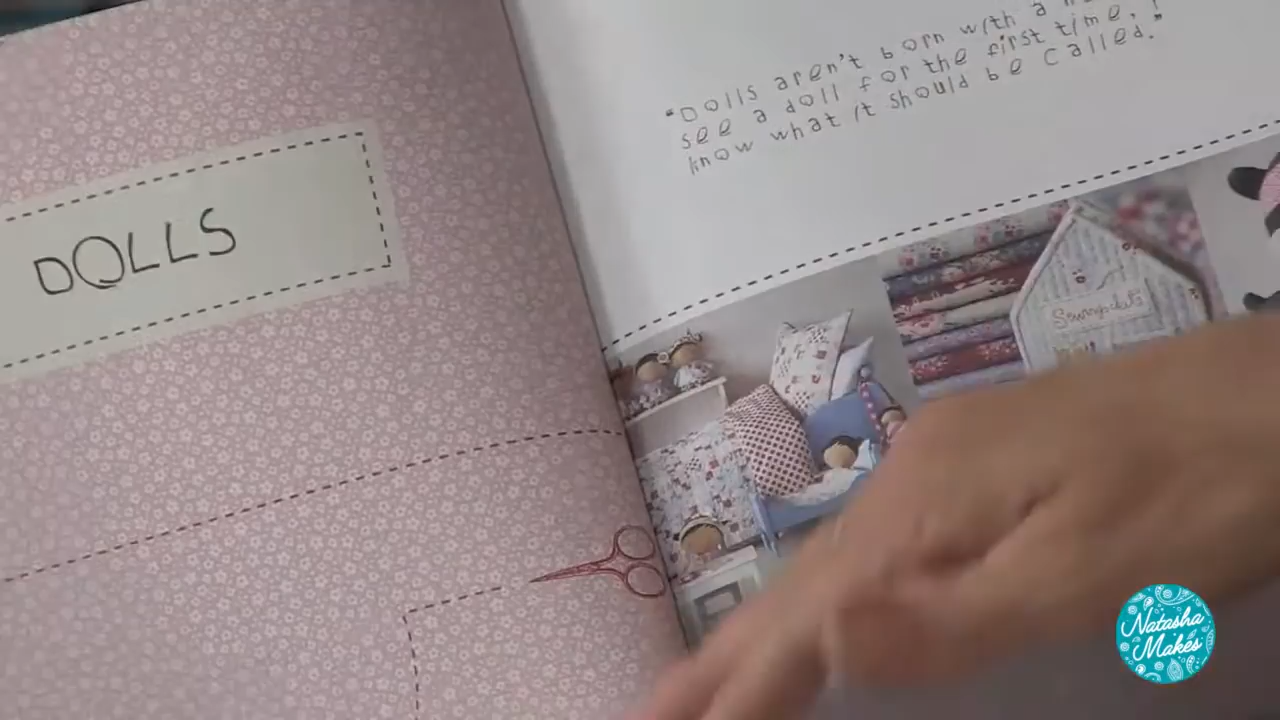 DOLLS
"Dolls aren't born with a
see a doll for the first time,
know what it should be called."
Sunnyside
Natasha
Makes